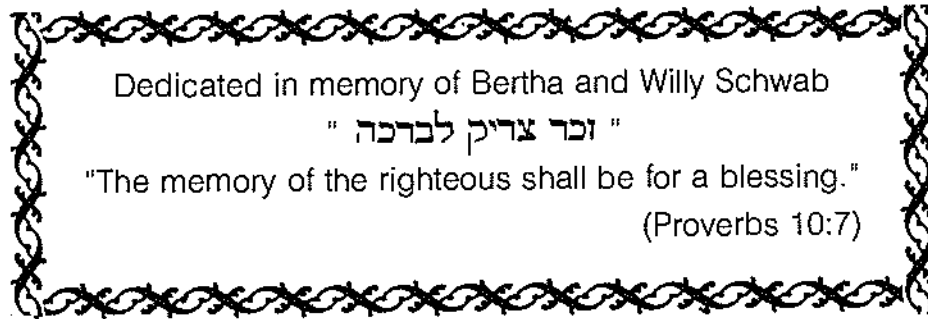 Dedicated in memory of Bertha and Willy Schwab
" זכר צדיק לברכה "
"The memory of the righteous shall be for a blessing."
(Proverbs 10:7)